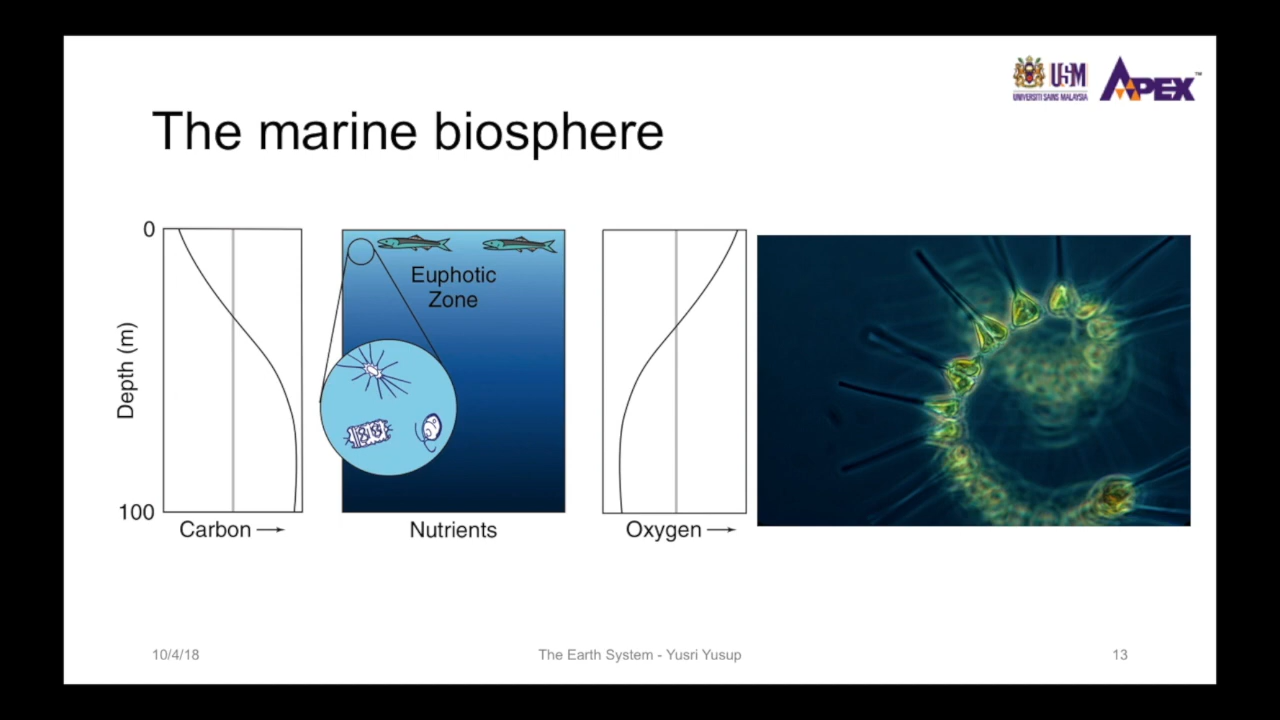 USM
UNIVERSITI SAINS MALAYSIA
APEX™
The marine biosphere
0
Depth (m)
100
Carbon →
Euphotic
Zone
Nutrients
Oxygen →
10/4/18
The Earth System - Yusri Yusup
13